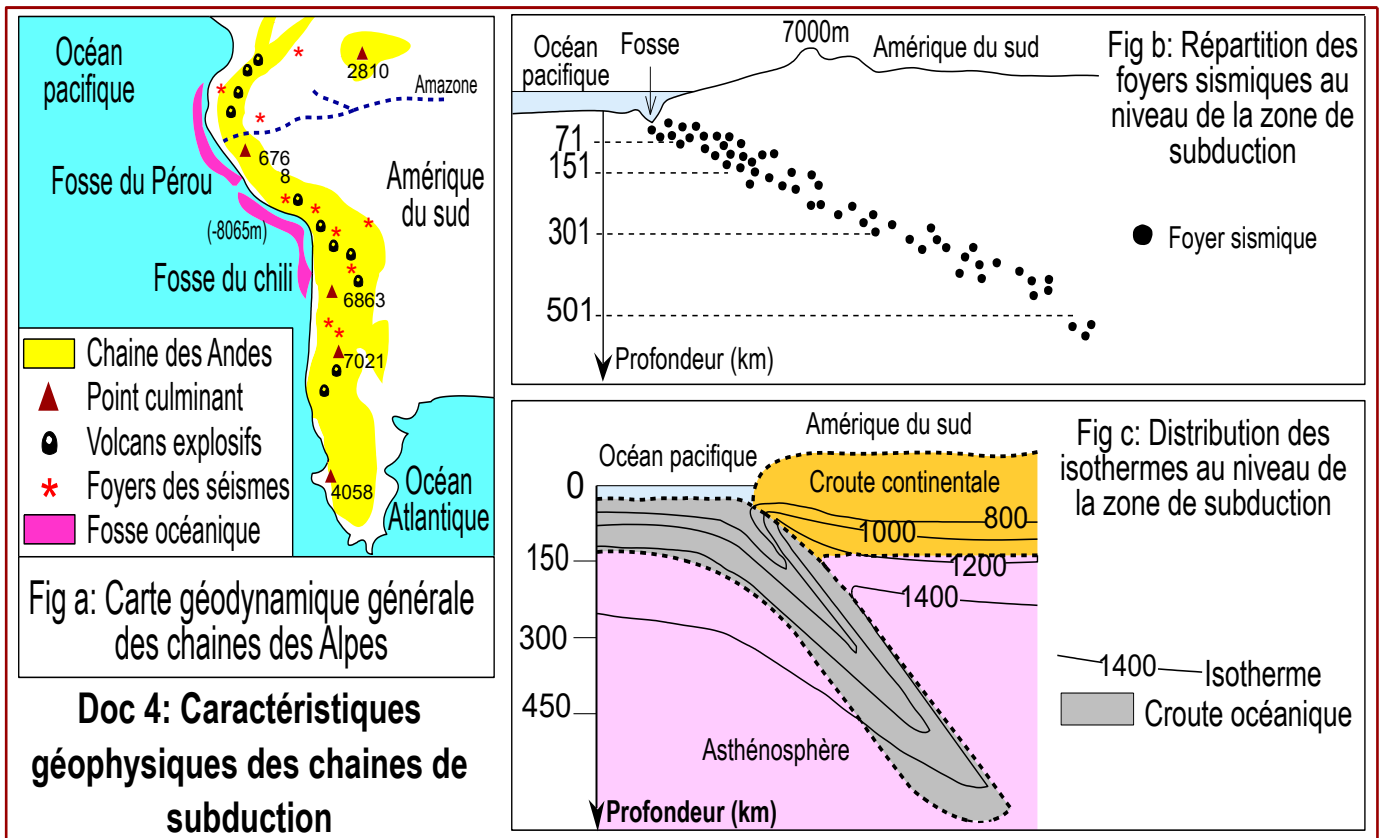 Océan
pacifique
2810
Amazone
676
8
Fosse du Pérou
Amérique
du sud
(-8065m)
Fosse du chili
6863
7021
4058
Océan
Atlantique
Chaine des Andes
Point culminant
Volcans explosifs
Foyers des séismes
Fosse océanique
Fig a: Carte géodynamique générale
des chaines des Alpes
Doc 4: Caractéristiques
géophysiques des chaines de
subduction
7000m
Océan
pacifique
Fosse
Amérique du sud
Fig b: Répartition des
foyers sismiques au
niveau de la zone de
subduction
71
151
301
501
Foyer sismique
Profondeur (km)
Amérique du sud
Océan pacifique
Fig c: Distribution des
isothermes au niveau de
la zone de subduction
0
Croute continentale
800
1000
150
1200
1400
300
450
1400 Isotherme
Croute océanique
Asthénosphère
Profondeur (km)